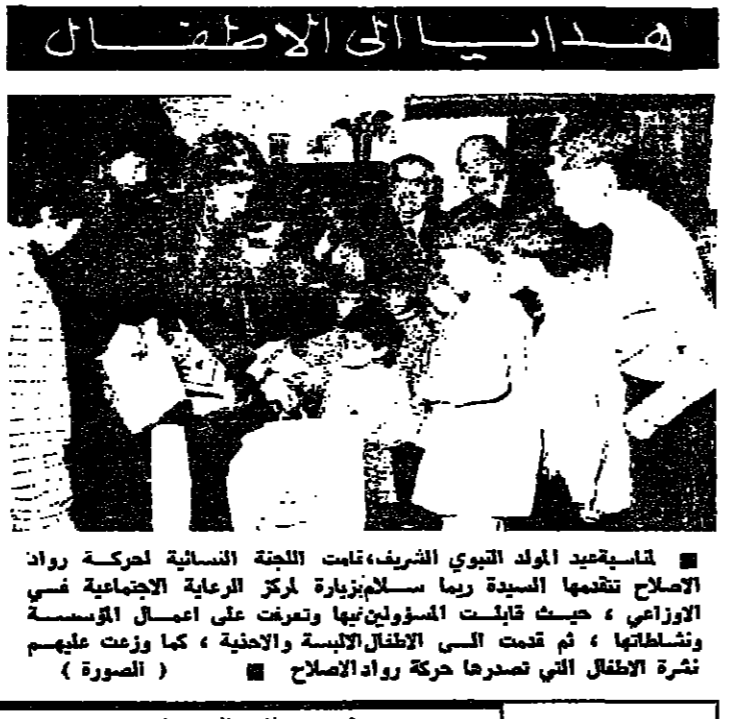 هدايا الى الاطفال
■ لمناسبة عيد المولد النبوي الشريف، قامت اللجنة النسائية لحركة رواد
الاصلاح تتقدمها السيدة ريما سلام بزيارة لمركز الرعاية الاجتماعية في
الاوزاعي ، حيث قابلت المسؤولين فيها وتعرفت على اعمال المؤسسة
ونشاطاتها ، ثم قدمت الى الاطفال الالبسة والاحذية ، كما وزعت عليهم
نشرة الاطفال التي تصدرها حركة رواد الاصلاح ■ ( الصورة )